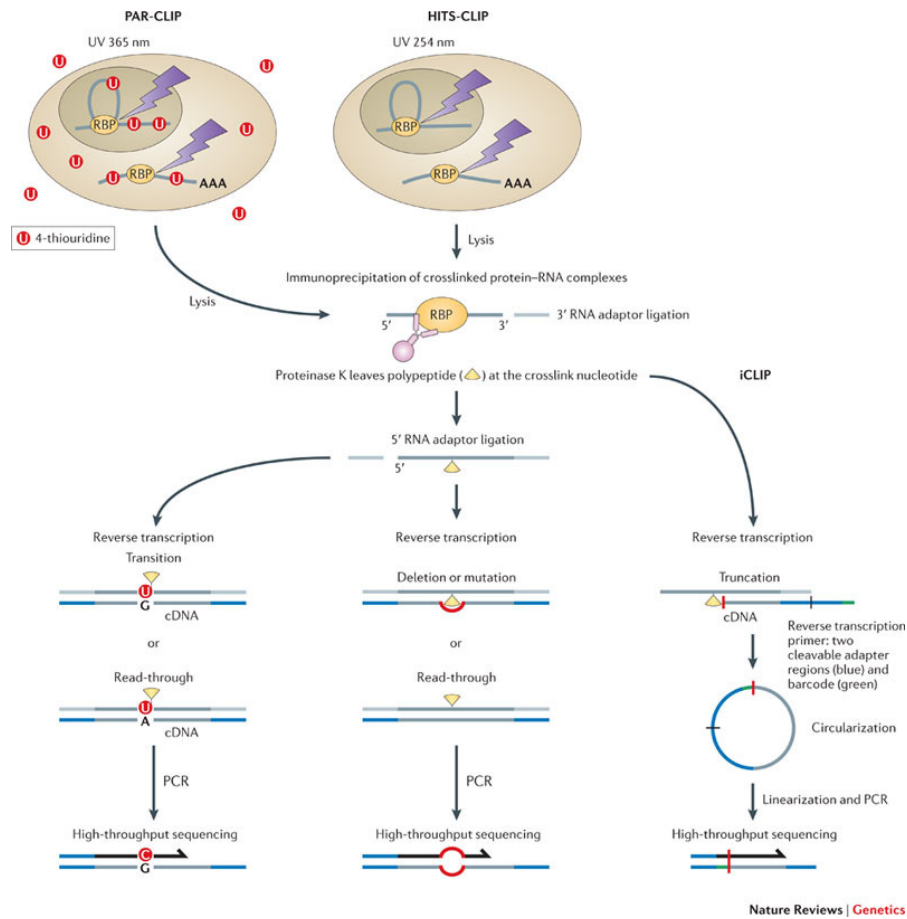 PAR-CLIP
HITS-CLIP
UV 365 nm
UV 254 nm
U
U
U
RBP
U
U
U
U
RBP
RBP
U
RBP
U
AAA
RBP
AAA
U
U
U 4-thiouridine
Lysis
Immunoprecipitation of crosslinked protein–RNA complexes
Lysis
RBP
3′ RNA adaptor ligation
5′
3′
Proteinase K leaves polypeptide ( ) at the crosslink nucleotide
iCLIP
5′ RNA adaptor ligation
5′
Reverse transcription
Reverse transcription
Reverse transcription
Transition
Deletion or mutation
Truncation
U
G
cDNA
cDNA
or
or
Reverse transcription
primer: two
cleavable adapter
regions (blue) and
barcode (green)
Read-through
Read-through
U
A
cDNA
Circularization
PCR
PCR
Linearization and PCR
High-throughput sequencing
High-throughput sequencing
High-throughput sequencing
C
G
Nature Reviews | Genetics